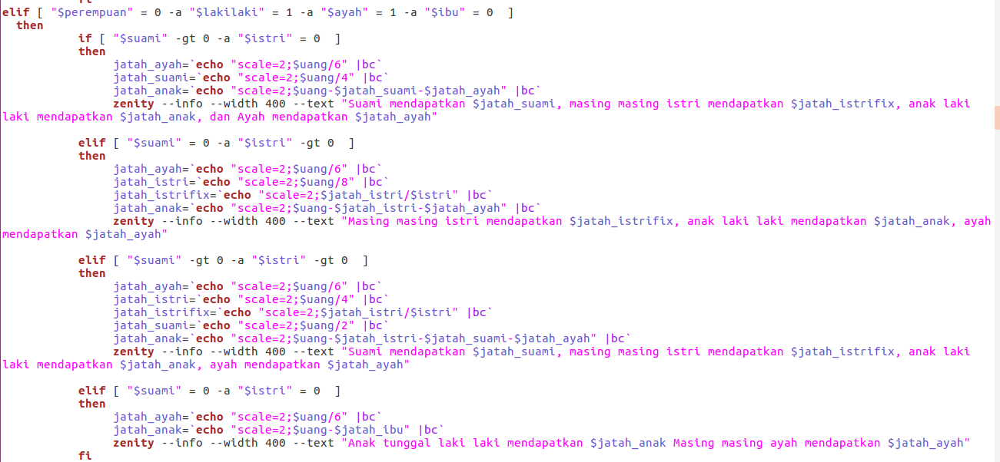 fi
elif [ "$perempuan" = 0 -a "$lakilaki" = 1 -a "$ayah" = 1 -a "$ibu" = 0  ]
  then
           if [ "$suami" -gt 0 -a "$istri" = 0  ]
           then
                jatah_ayah=`echo "scale=2;$uang/6" |bc`
                jatah_suami=`echo "scale=2;$uang/4" |bc`
                jatah_anak=`echo "scale=2;$uang-$jatah_suami-$jatah_ayah" |bc`
                zenity --info --width 400 --text "Suami mendapatkan $jatah_suami, masing masing istri mendapatkan $jatah_istrifix, anak laki
laki mendapatkan $jatah_anak, dan Ayah mendapatkan $jatah_ayah"

           elif [ "$suami" = 0 -a "$istri" -gt 0  ]
           then
                jatah_ayah=`echo "scale=2;$uang/6" |bc`
                jatah_istri=`echo "scale=2;$uang/8" |bc`
                jatah_istrifix=`echo "scale=2;$jatah_istri/$istri" |bc`
                jatah_anak=`echo "scale=2;$uang-$jatah_istri-$jatah_ayah" |bc`
                zenity --info --width 400 --text "Masing masing istri mendapatkan $jatah_istrifix, anak laki laki mendapatkan $jatah_anak, ayah
mendapatkan $jatah_ayah"

           elif [ "$suami" -gt 0 -a "$istri" -gt 0  ]
           then
                jatah_ayah=`echo "scale=2;$uang/6" |bc`
                jatah_istri=`echo "scale=2;$uang/4" |bc`
                jatah_istrifix=`echo "scale=2;$jatah_istri/$istri" |bc`
                jatah_suami=`echo "scale=2;$uang/2" |bc`
                jatah_anak=`echo "scale=2;$uang-$jatah_istri-$jatah_suami-$jatah_ayah" |bc`
                zenity --info --width 400 --text "Suami mendapatkan $jatah_suami, masing masing istri mendapatkan $jatah_istrifix, anak laki
laki mendapatkan $jatah_anak, ayah mendapatkan $jatah_ayah"

           elif [ "$suami" = 0 -a "$istri" = 0  ]
           then
                jatah_ayah=`echo "scale=2;$uang/6" |bc`
                jatah_anak=`echo "scale=2;$uang-$jatah_ibu" |bc`
                zenity --info --width 400 --text "Anak tunggal laki laki mendapatkan $jatah_anak Masing masing ayah mendapatkan $jatah_ayah"
           fi